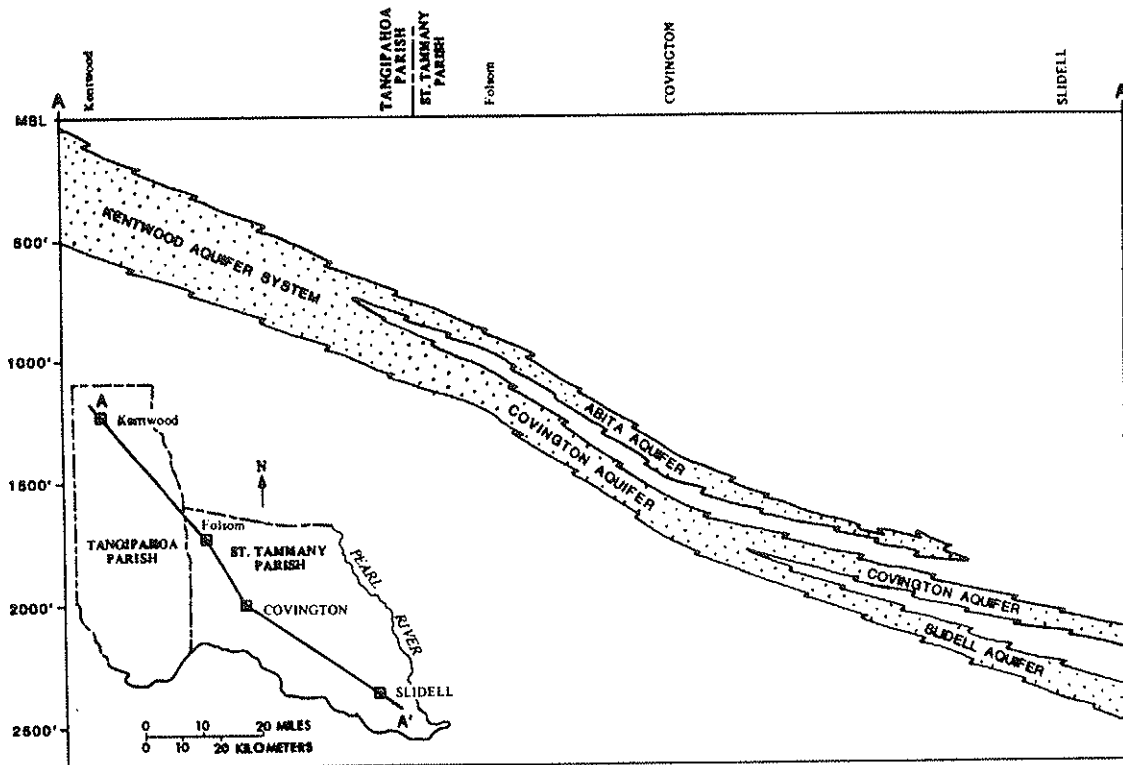 Kentwood
TANGIPAHOA
PARISH
ST. TAMMANY
PARISH
Folsom
COVINGTON
SLIDELL
A
A'
MSL
500'
1000'
1500'
2000'
2500'
KENTWOOD AQUIFER SYSTEM
ABITA AQUIFER
COVINGTON AQUIFER
COVINGTON AQUIFER
SLIDELL AQUIFER
A
Kentwood
N
Folsom
TANGIPAHOA
PARISH
ST. TAMMANY
PARISH
PEARL
RIVER
COVINGTON
SLIDELL
A'
0 10 20 MILES
0 10 20 KILOMETERS